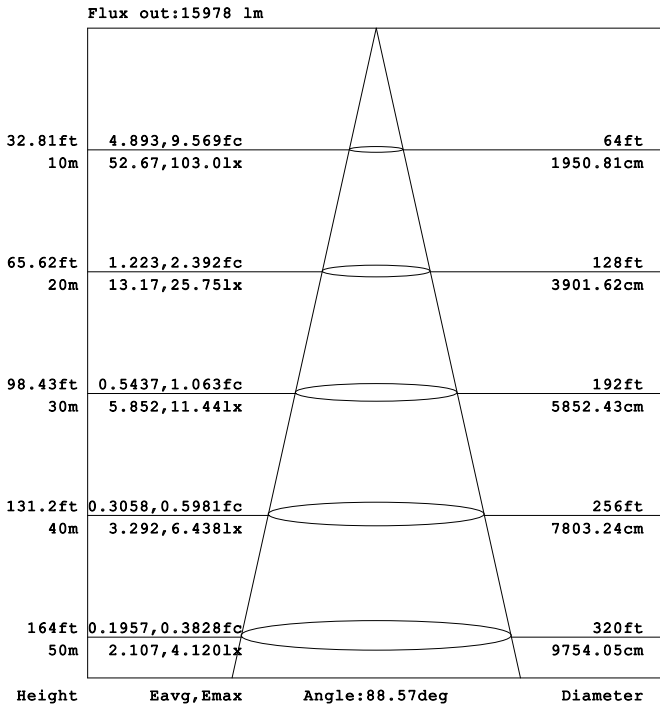 Flux out:15978 lm
32.81ft 4.893,9.569fc 64ft
10m 52.67,103.0lx 1950.81cm
65.62ft 1.223,2.392fc 128ft
20m 13.17,25.75lx 3901.62cm
98.43ft 0.5437,1.063fc 192ft
30m 5.852,11.44lx 5852.43cm
131.2ft 0.3058,0.5981fc 256ft
40m 3.292,6.438lx 7803.24cm
164ft 0.1957,0.3828fc 320ft
50m 2.107,4.120lx 9754.05cm
Height Eavg,Emax Angle:88.57deg Diameter